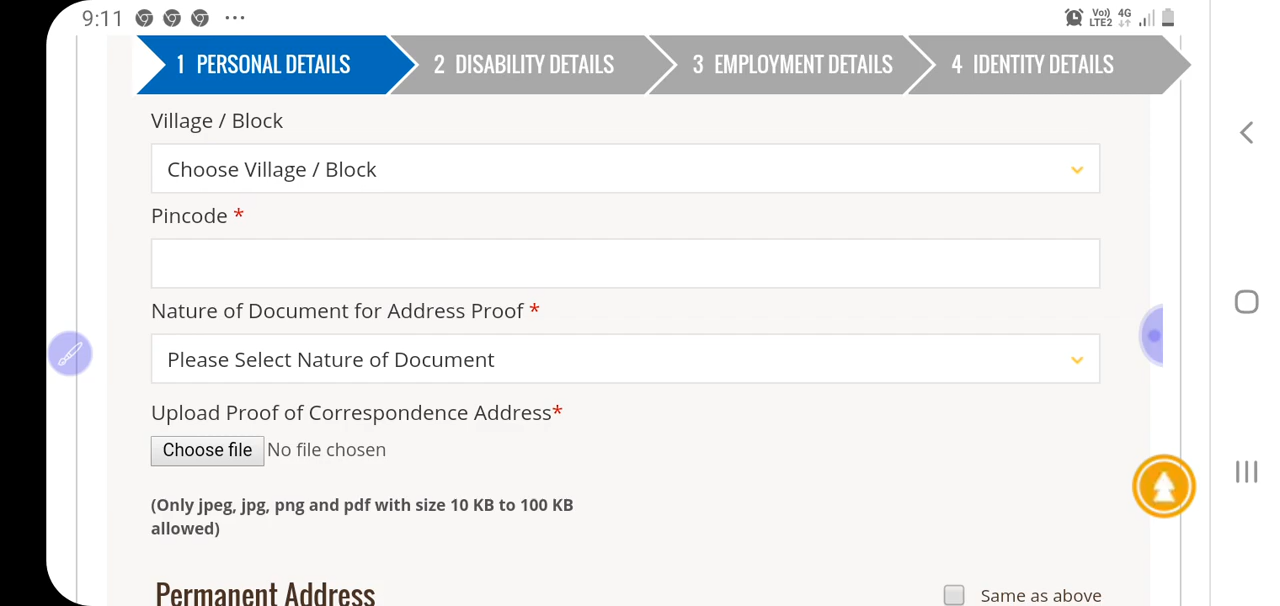 9:11
Vo)) 4G
LTE2
1 PERSONAL DETAILS
2 DISABILITY DETAILS
3 EMPLOYMENT DETAILS
4 IDENTITY DETAILS
Village / Block
Choose Village / Block
Pincode *
Nature of Document for Address Proof *
Please Select Nature of Document
Upload Proof of Correspondence Address*
Choose file No file chosen
(Only jpeg, jpg, png and pdf with size 10 KB to 100 KB
allowed)
Permanent Address
Same as above